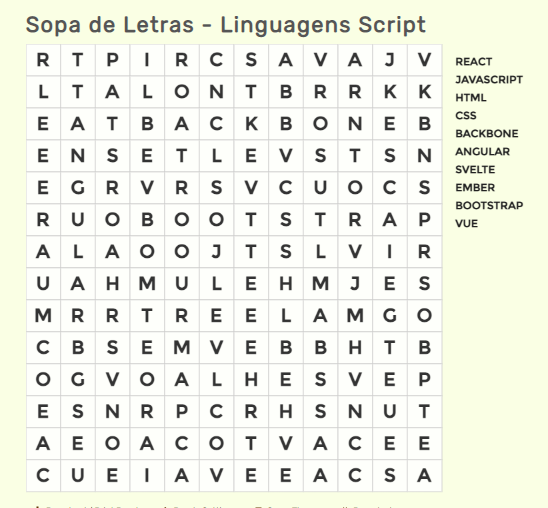 Sopa de Letras - Linguagens Script
R T P I R C S A V A J V
L T A L O N T B R R K K
E A T B A C K B O N E B
E N S E T L E V S T S N
E G R V R S V C U O C S
R U O B O O T S T R A P
A L A O O J T S L V I R
U A H M U L E H M J E S
M R R T R E E L A M G O
C B S E M V E B B H T B
O G V O A L H E S V E P
E S N R P C R H S N U T
A E O A C O T V A C E E
C U E I A V E E A C S A
REACT
JAVASCRIPT
HTML
CSS
BACKBONE
ANGULAR
SVELTE
EMBER
BOOTSTRAP
VUE